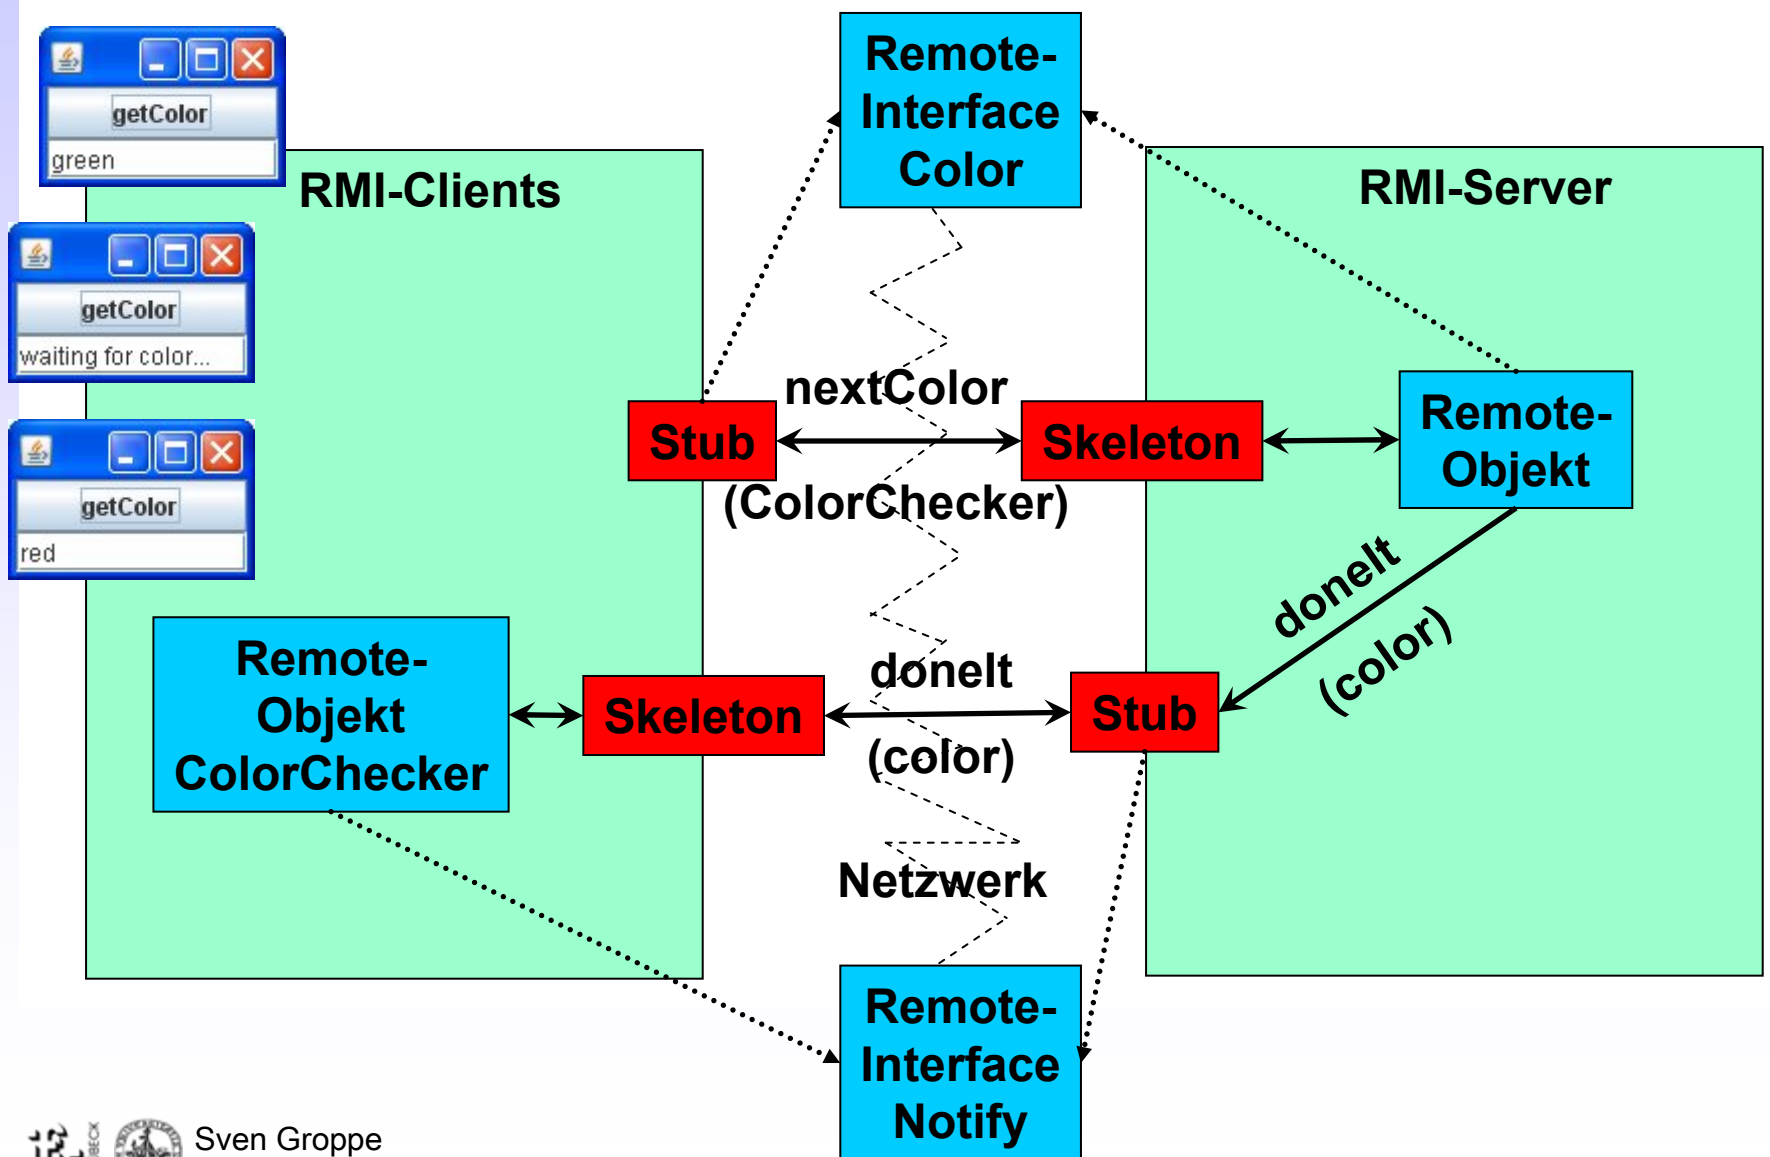 getColor
green
getColor
waiting for color...
getColor
red
RMI-Clients
Remote-
Interface
Color
RMI-Server
nextColor
Stub
Skeleton
(ColorChecker)
Remote-
Objekt
doneIt
(color)
Remote-
Objekt
ColorChecker
Skeleton
doneIt
(color)
Stub
Netzwerk
Remote-
Interface
Notify
Sven Groppe